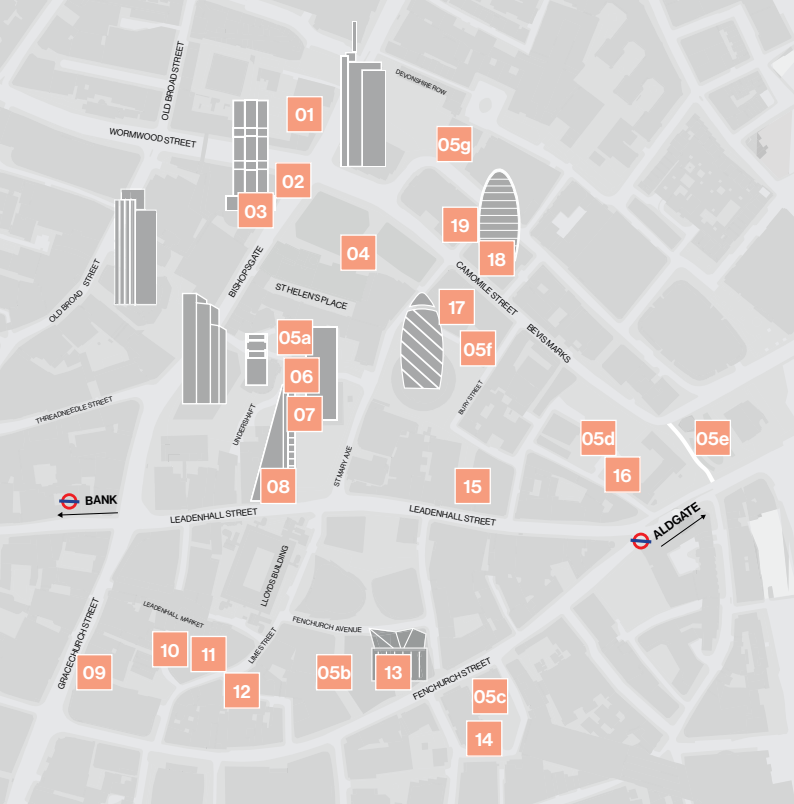 OLD BROAD STREET
DEVONSHIRE ROW
01
WORMWOOD STREET
05g
02
03
19
04
18
BISHOPSGATE
CAMOMILE STREET
OLD BROAD STREET
ST HELEN'S PLACE
17
05a
05f
BEVIS MARKS
06
BURY STREET
THREADNEEDLE STREET
07
UNDERSHAFT
05d
05e
ST MARY AXE
16
08
15
BANK
LEADENHALL STREET
LEADENHALL STREET
ALDGATE
LLOYDS BUILDING
LEADENHALL MARKET
FENCHURCH AVENUE
GRACECHURCH STREET
LIME STREET
10
11
09
05b
13
FENCHURCH STREET
12
05c
14